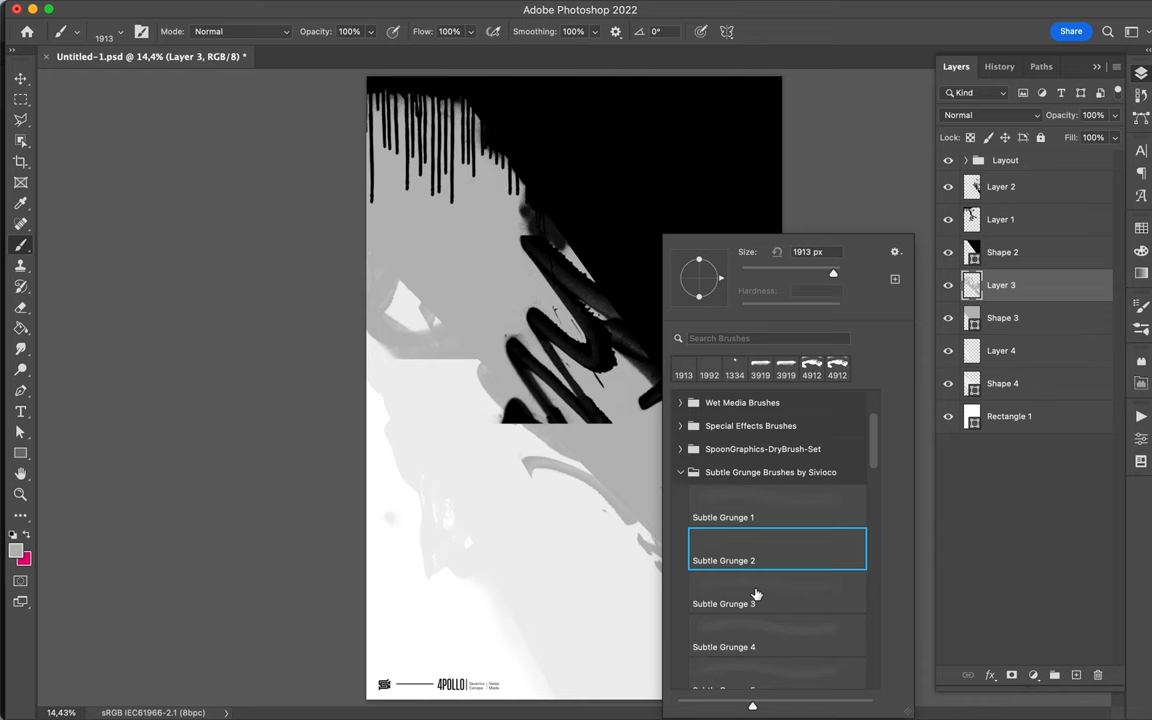 Adobe Photoshop 2022
1913
Mode: Normal
Opacity: 100%
Flow: 100%
Smoothing: 100%
0°
Share
Untitled-1.psd @ 14,4% (Layer 3, RGB/8) *
Layers
History
Paths
Kind
Normal
Opacity: 100%
Lock:
Fill: 100%
Layout
Layer 2
Layer 1
Shape 2
Layer 3
Shape 3
Layer 4
Shape 4
Rectangle 1
Size:
1913 px
Hardness:
Search Brushes
1913 1992 1334 3919 3919 4912 4912
Wet Media Brushes
Special Effects Brushes
SpoonGraphics-DryBrush-Set
Subtle Grunge Brushes by Sivioco
Subtle Grunge 1
Subtle Grunge 2
Subtle Grunge 3
Subtle Grunge 4
4POLLO
14,43%
sRGB IEC61966-2.1 (8bpc)